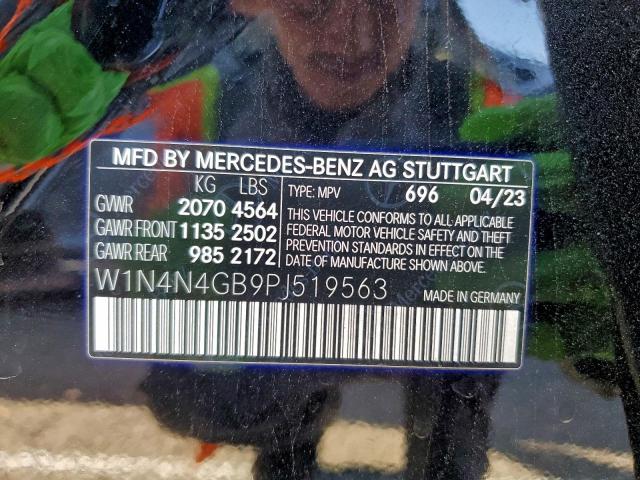 MFD BY MERCEDES-BENZ AG STUTTGART
KG LBS
GVWR 2070 4564
GAWR FRONT 1135 2502
GAWR REAR 985 2172
TYPE: MPV 696 04/23
THIS VEHICLE CONFORMS TO ALL APPLICABLE
FEDERAL MOTOR VEHICLE SAFETY AND THEFT
PREVENTION STANDARDS IN EFFECT ON THE
DATE OF MANUFACTURE SHOWN ABOVE.
W1N4N4GB9PJ519563 MADE IN GERMANY